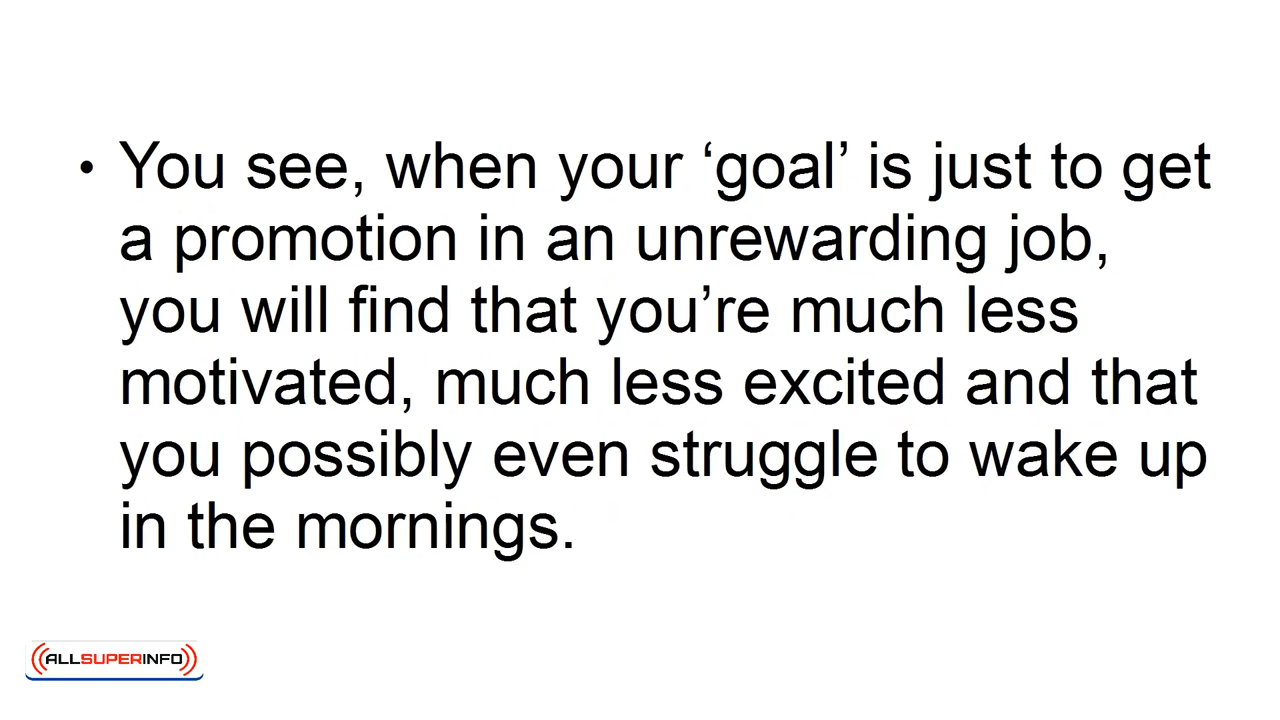 • You see, when your ‘goal’ is just to get
a promotion in an unrewarding job,
you will find that you’re much less
motivated, much less excited and that
you possibly even struggle to wake up
in the mornings.
ALLSUPERINFO